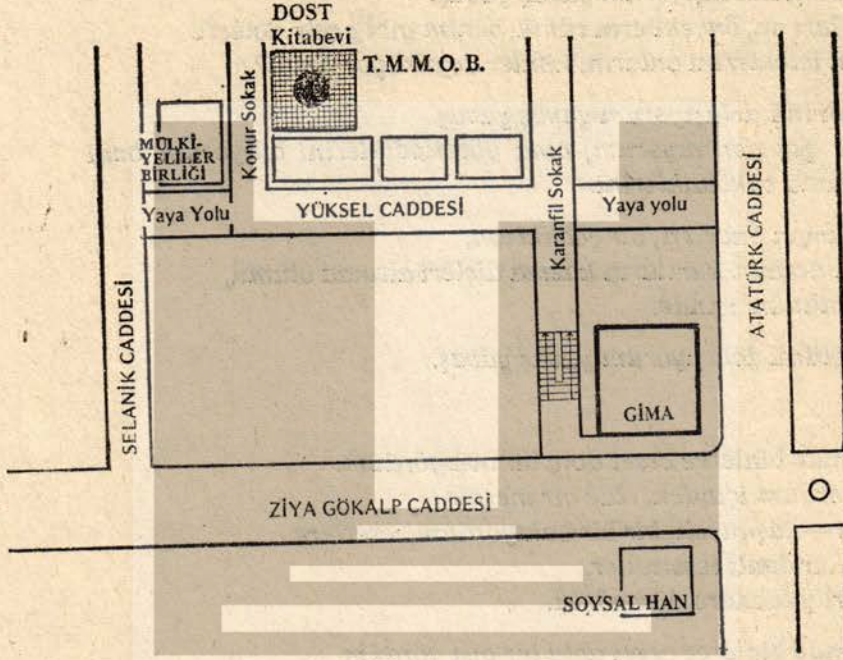 DOST
Kitabevi
T.M.M.O.B.
Konur Sokak
MÜLKİ-
YELİLER
BİRLİĞİ
Yaya Yolu
YÜKSEL CADDESİ
Karanfil Sokak
Yaya yolu
ATATÜRK CADDESİ
SELANİK CADDESİ
GİMA
ZİYA GÖKALP CADDESİ
SOYSAL HAN